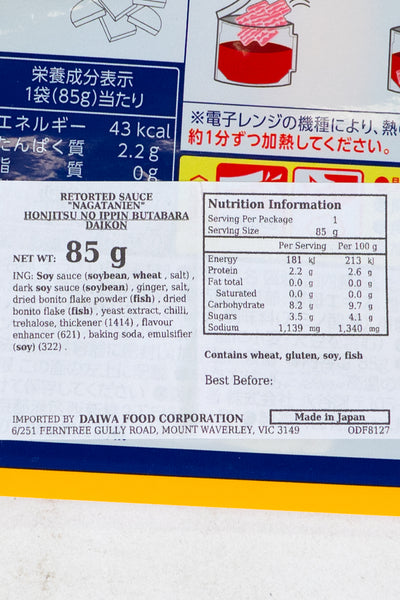 栄養成分表示
1袋(85g)当たり
エネルギー 43 kcal
たんぱく質 2.2g
脂 質 0g
※電子レンジの機種により、熱
約1分ずつ加熱してください。
RETORTED SAUCE
"NAGATANIEN"
HONJITSU NO IPPIN BUTABARA
DAIKON
NET WT: 85 g
ING: Soy sauce (soybean, wheat , salt) ,
dark soy sauce (soybean) , ginger, salt,
dried bonito flake powder (fish) , dried
bonito flake (fish) , yeast extract, chilli,
trehalose, thickener (1414) , flavour
enhancer (621) , baking soda, emulsifier
(soy) (322) .
Nutrition Information
Serving Per Package 1
Serving Size 85 g
Per Serving Per 100 g
Energy 181 kJ 213 kJ
Protein 2.2 g 2.6 g
Fat total 0.0 g 0.0 g
Saturated 0.0 g 0.0 g
Carbohydrate 8.2 g 9.7 g
Sugars 3.5 g 4.1 g
Sodium 1,139 mg 1,340 mg
Contains wheat, gluten, soy, fish
Best Before:
Made in Japan
IMPORTED BY DAIWA FOOD CORPORATION
6/251 FERNTREE GULLY ROAD, MOUNT WAVERLEY, VIC 3149 ODF8127